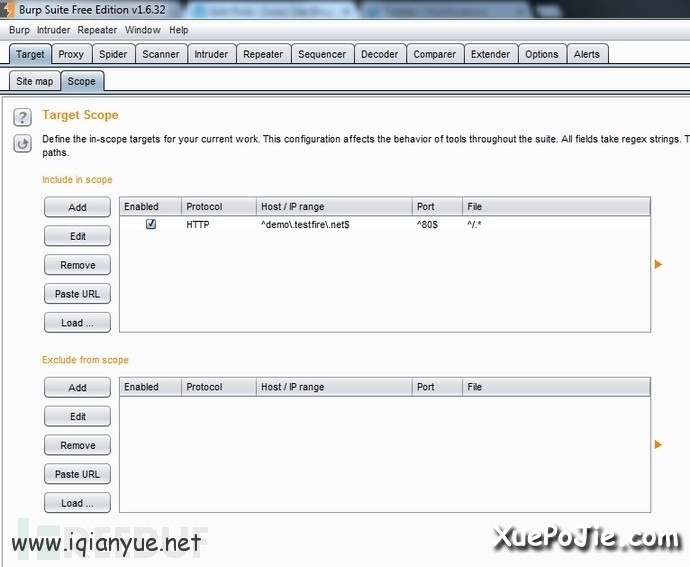 Burp Suite Free Edition v1.6.32
Burp Intruder Repeater Window Help
Target Proxy Spider Scanner Intruder Repeater Sequencer Decoder Comparer Extender Options Alerts
Site map Scope
? Target Scope
Define the in-scope targets for your current work. This configuration affects the behavior of tools throughout the suite. All fields take regex strings. T
paths.
Include in scope
Add
Edit
Remove
Paste URL
Load ...
Enabled Protocol Host / IP range Port File
HTTP ^demo\.testfire\.net$ ^80$ ^/.*
Exclude from scope
Add
Edit
Remove
Paste URL
Load ...
Enabled Protocol Host / IP range Port File
REEBUF
www.iqianyue.net
XuePoJie.com